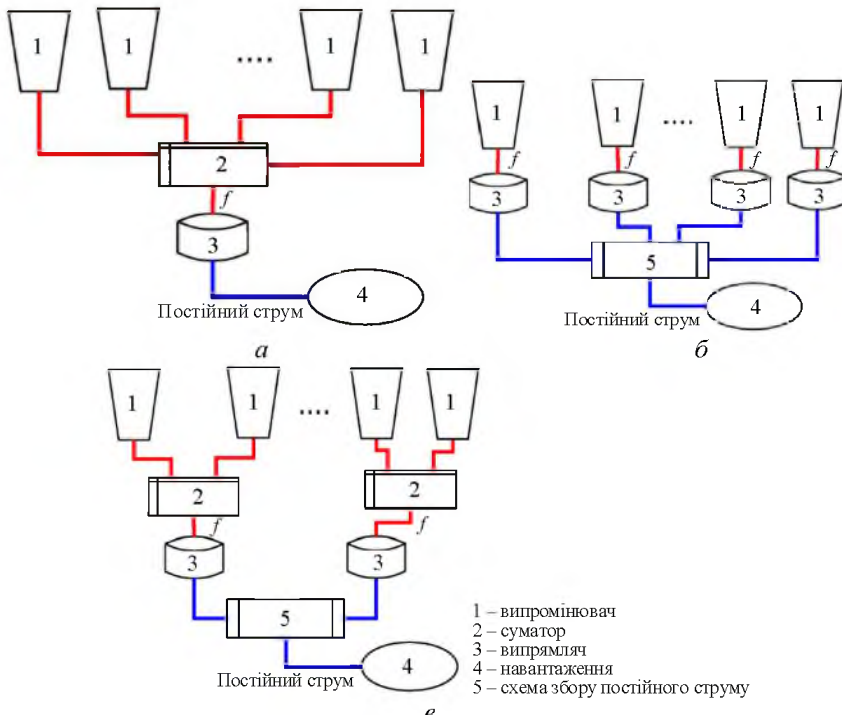 1 1 .... 1 1
2
f
3
4
Постійний струм
а
1 1 .... 1 1
f f f f
3 3 3 3
5
4
Постійний струм
б
1 1 .... 1 1
2 2
f f
3 3
5
4
Постійний струм
в
1 – випромінювач
2 – суматор
3 – випрямляч
4 – навантаження
5 – схема збору постійного струму